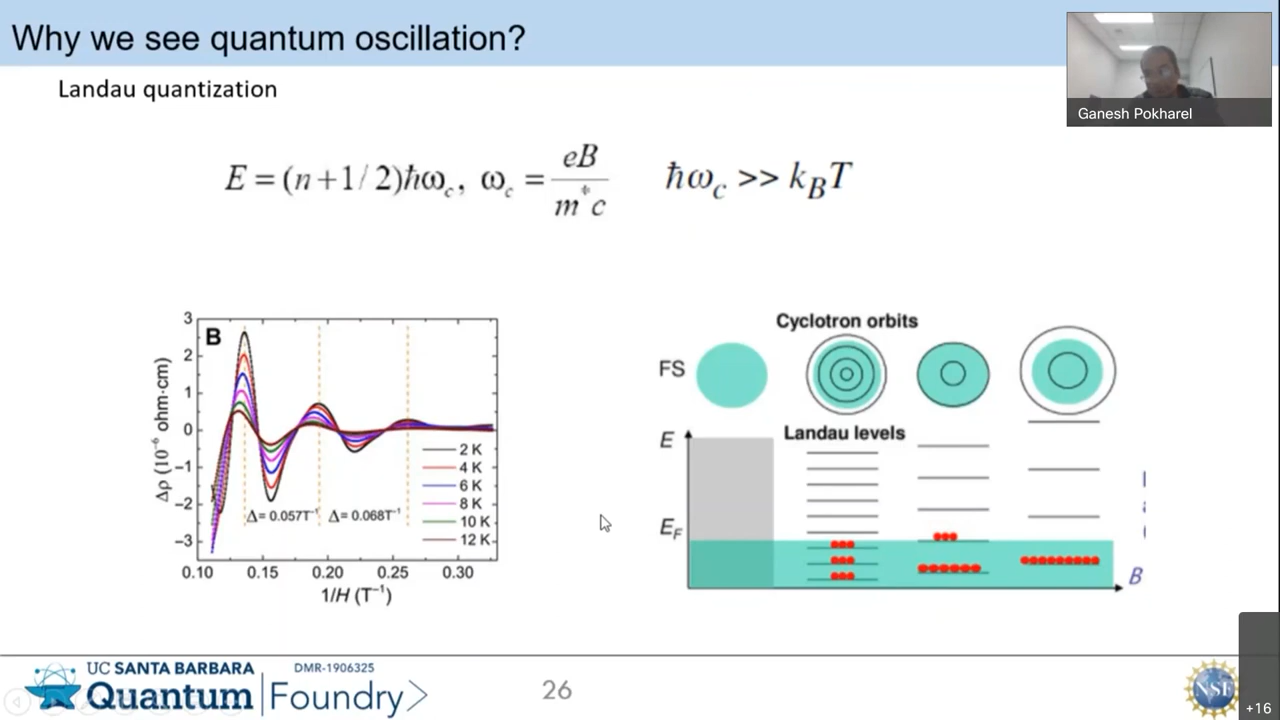 Why we see quantum oscillation?
Ganesh Pokharel
Landau quantization
E = (n+1/2)ħω_c, ω_c = eB / m*c
ħω_c >> k_BT
B
Δρ (10⁻⁶ ohm·cm)
3
2
1
0
−1
−2
−3
2 K
4 K
6 K
8 K
10 K
12 K
Δ= 0.057T⁻¹
Δ= 0.068T⁻¹
0.10 0.15 0.20 0.25 0.30
1/H (T⁻¹)
Cyclotron orbits
FS
E
Landau levels
E_F
B
UC SANTA BARBARA
DMR-1906325
Quantum Foundry
26
NSF
+16